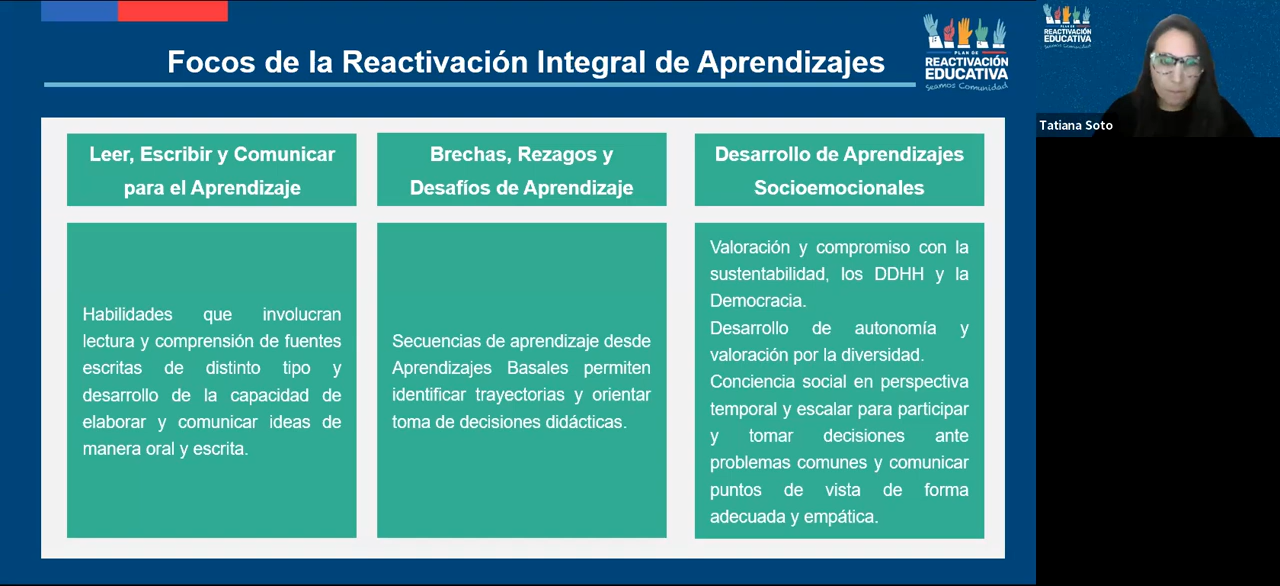 Focos de la Reactivación Integral de Aprendizajes
PLAN DE
REACTIVACIÓN
EDUCATIVA
Seamos Comunidad
PLAN DE
REACTIVACIÓN
EDUCATIVA
Seamos Comunidad
Tatiana Soto
Leer, Escribir y Comunicar
para el Aprendizaje
Habilidades que involucran
lectura y comprensión de fuentes
escritas de distinto tipo y
desarrollo de la capacidad de
elaborar y comunicar ideas de
manera oral y escrita.
Brechas, Rezagos y
Desafíos de Aprendizaje
Secuencias de aprendizaje desde
Aprendizajes Basales permiten
identificar trayectorias y orientar
toma de decisiones didácticas.
Desarrollo de Aprendizajes
Socioemocionales
Valoración y compromiso con la
sustentabilidad, los DDHH y la
Democracia.
Desarrollo de autonomía y
valoración por la diversidad.
Conciencia social en perspectiva
temporal y escalar para participar
y tomar decisiones ante
problemas comunes y comunicar
puntos de vista de forma
adecuada y empática.